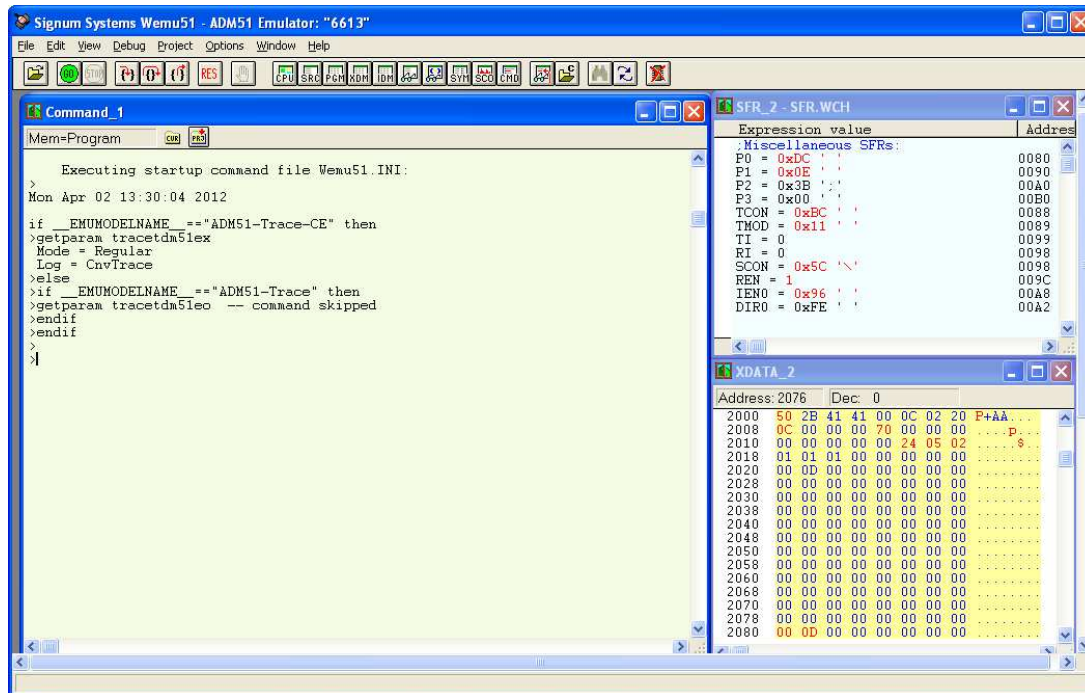 Signum Systems Wemu51 - ADM51 Emulator: "6613"
File Edit View Debug Project Options Window Help
GO STOP RES CPU SRC PGM XDM IDM SYM SCO CMD
Command_1
Mem=Program CUR PRJ
Executing startup command file Wemu51.INI:
>
Mon Apr 02 13:30:04 2012
if __EMUMODELNAME__=="ADM51-Trace-CE" then
>getparam tracetdm51ex
Mode = Regular
Log = CnvTrace
>else
>if __EMUMODELNAME__=="ADM51-Trace" then
>getparam tracetdm51eo -- command skipped
>endif
>endif
>
>
SFR_2 - SFR.WCH
Expression value Addres
;Miscellaneous SFRs:
P0 = 0xDC ' ' 0080
P1 = 0x0E ' ' 0090
P2 = 0x3B ';' 00A0
P3 = 0x00 ' ' 00B0
TCON = 0xBC ' ' 0088
TMOD = 0x11 ' ' 0089
TI = 0 0099
RI = 0 0098
SCON = 0x5C '\' 0098
REN = 1 009C
IEN0 = 0x96 ' ' 00A8
DIR0 = 0xFE ' ' 00A2
XDATA_2
Address: 2076 Dec: 0
2000 50 2B 41 41 00 0C 02 20 P+AA...
2008 0C 00 00 00 70 00 00 00 ....p...
2010 00 00 00 00 00 24 05 02 .....$..
2018 01 01 01 00 00 00 00 00 ........
2020 00 0D 00 00 00 00 00 00 ........
2028 00 00 00 00 00 00 00 00 ........
2030 00 00 00 00 00 00 00 00 ........
2038 00 00 00 00 00 00 00 00 ........
2040 00 00 00 00 00 00 00 00 ........
2048 00 00 00 00 00 00 00 00 ........
2050 00 00 00 00 00 00 00 00 ........
2058 00 00 00 00 00 00 00 00 ........
2060 00 00 00 00 00 00 00 00 ........
2068 00 00 00 00 00 00 00 00 ........
2070 00 00 00 00 00 00 00 00 ........
2078 00 00 00 00 00 00 00 00 ........
2080 00 0D 00 00 00 00 00 00 ........